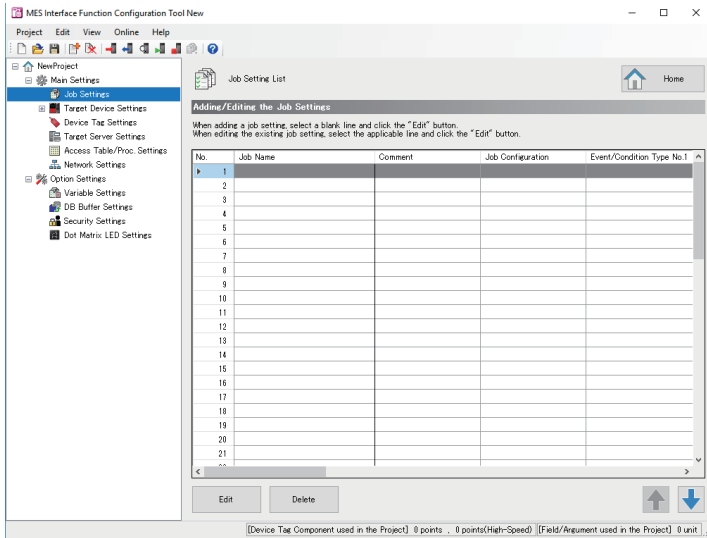 MES Interface Function Configuration Tool New
Project Edit View Online Help
NewProject
Main Settings
Job Settings
Target Device Settings
Device Tag Settings
Target Server Settings
Access Table/Proc. Settings
Network Settings
Option Settings
Variable Settings
DB Buffer Settings
Security Settings
Dot Matrix LED Settings
Job Setting List
Home
Adding/Editing the Job Settings
When adding a job setting, select a blank line and click the "Edit" button.
When editing the existing job setting, select the applicable line and click the "Edit" button.
No. Job Name Comment Job Configuration Event/Condition Type No.1
1
2
3
4
5
6
7
8
9
10
11
12
13
14
15
16
17
18
19
20
21
Edit Delete
[Device Tag Component used in the Project] 0 points , 0 points(High-Speed) [Field/Argument used in the Project] 0 unit